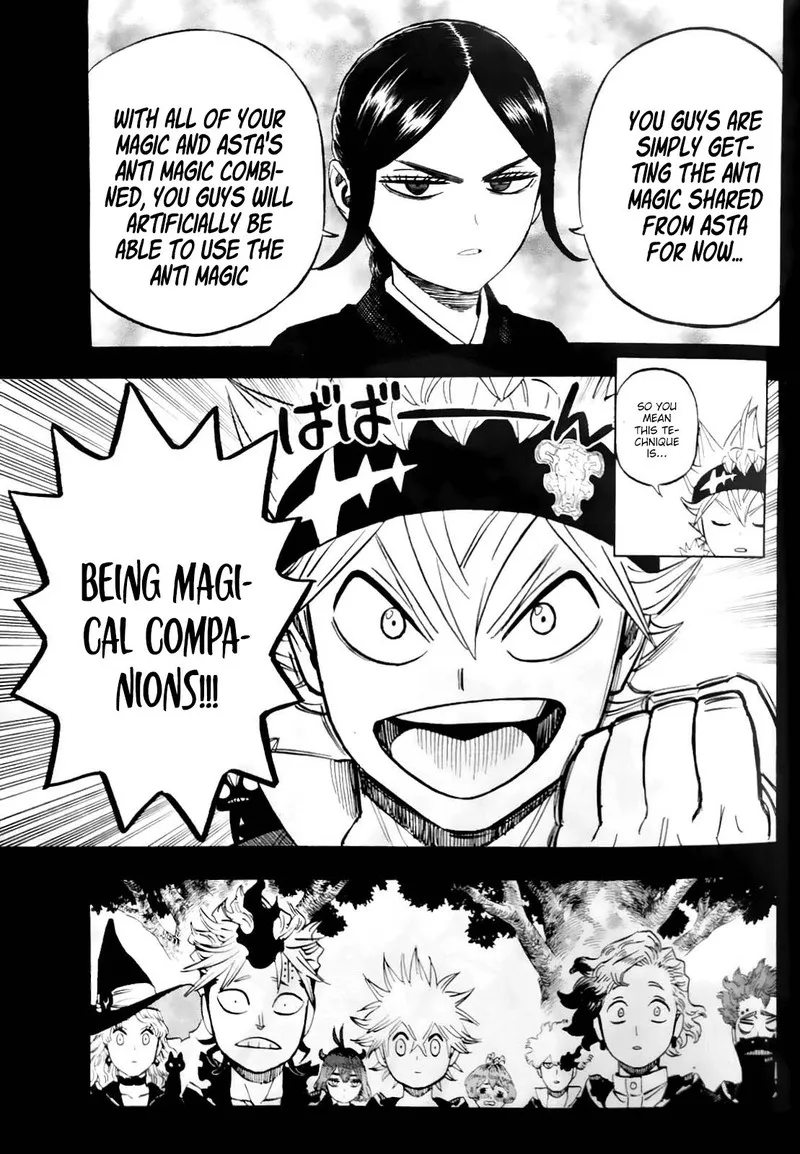 YOU GUYS ARE
SIMPLY GET-
TING THE ANTI
MAGIC SHARED
FROM ASTA
FOR NOW...
WITH ALL OF YOUR
MAGIC AND ASTA'S
ANTI MAGIC COMBI-
NED, YOU GUYS WILL
ARTIFICIALLY BE
ABLE TO USE THE
ANTI MAGIC
SO YOU
MEAN
THIS TE-
CHNIQUE
IS...
ばばーーん
BEING MAGI-
CAL COMPA-
NIONS!!!